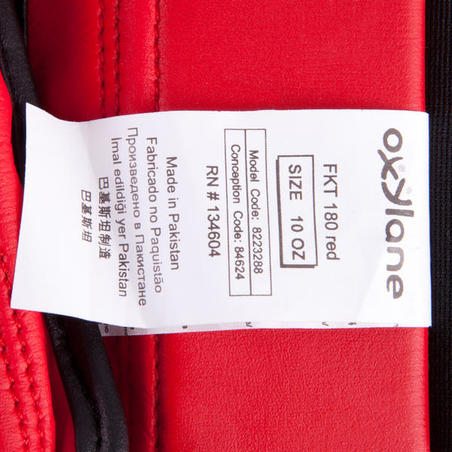 oxylane
FKT 180 red
SIZE 10 OZ
Model Code: 8223288
Conception Code: 84624
RN # 134604
Made in Pakistan
Fabricado no Paquistão
Произведено в Пакистане
İmal edildiği yer Pakistan
巴基斯坦制造
巴基斯坦